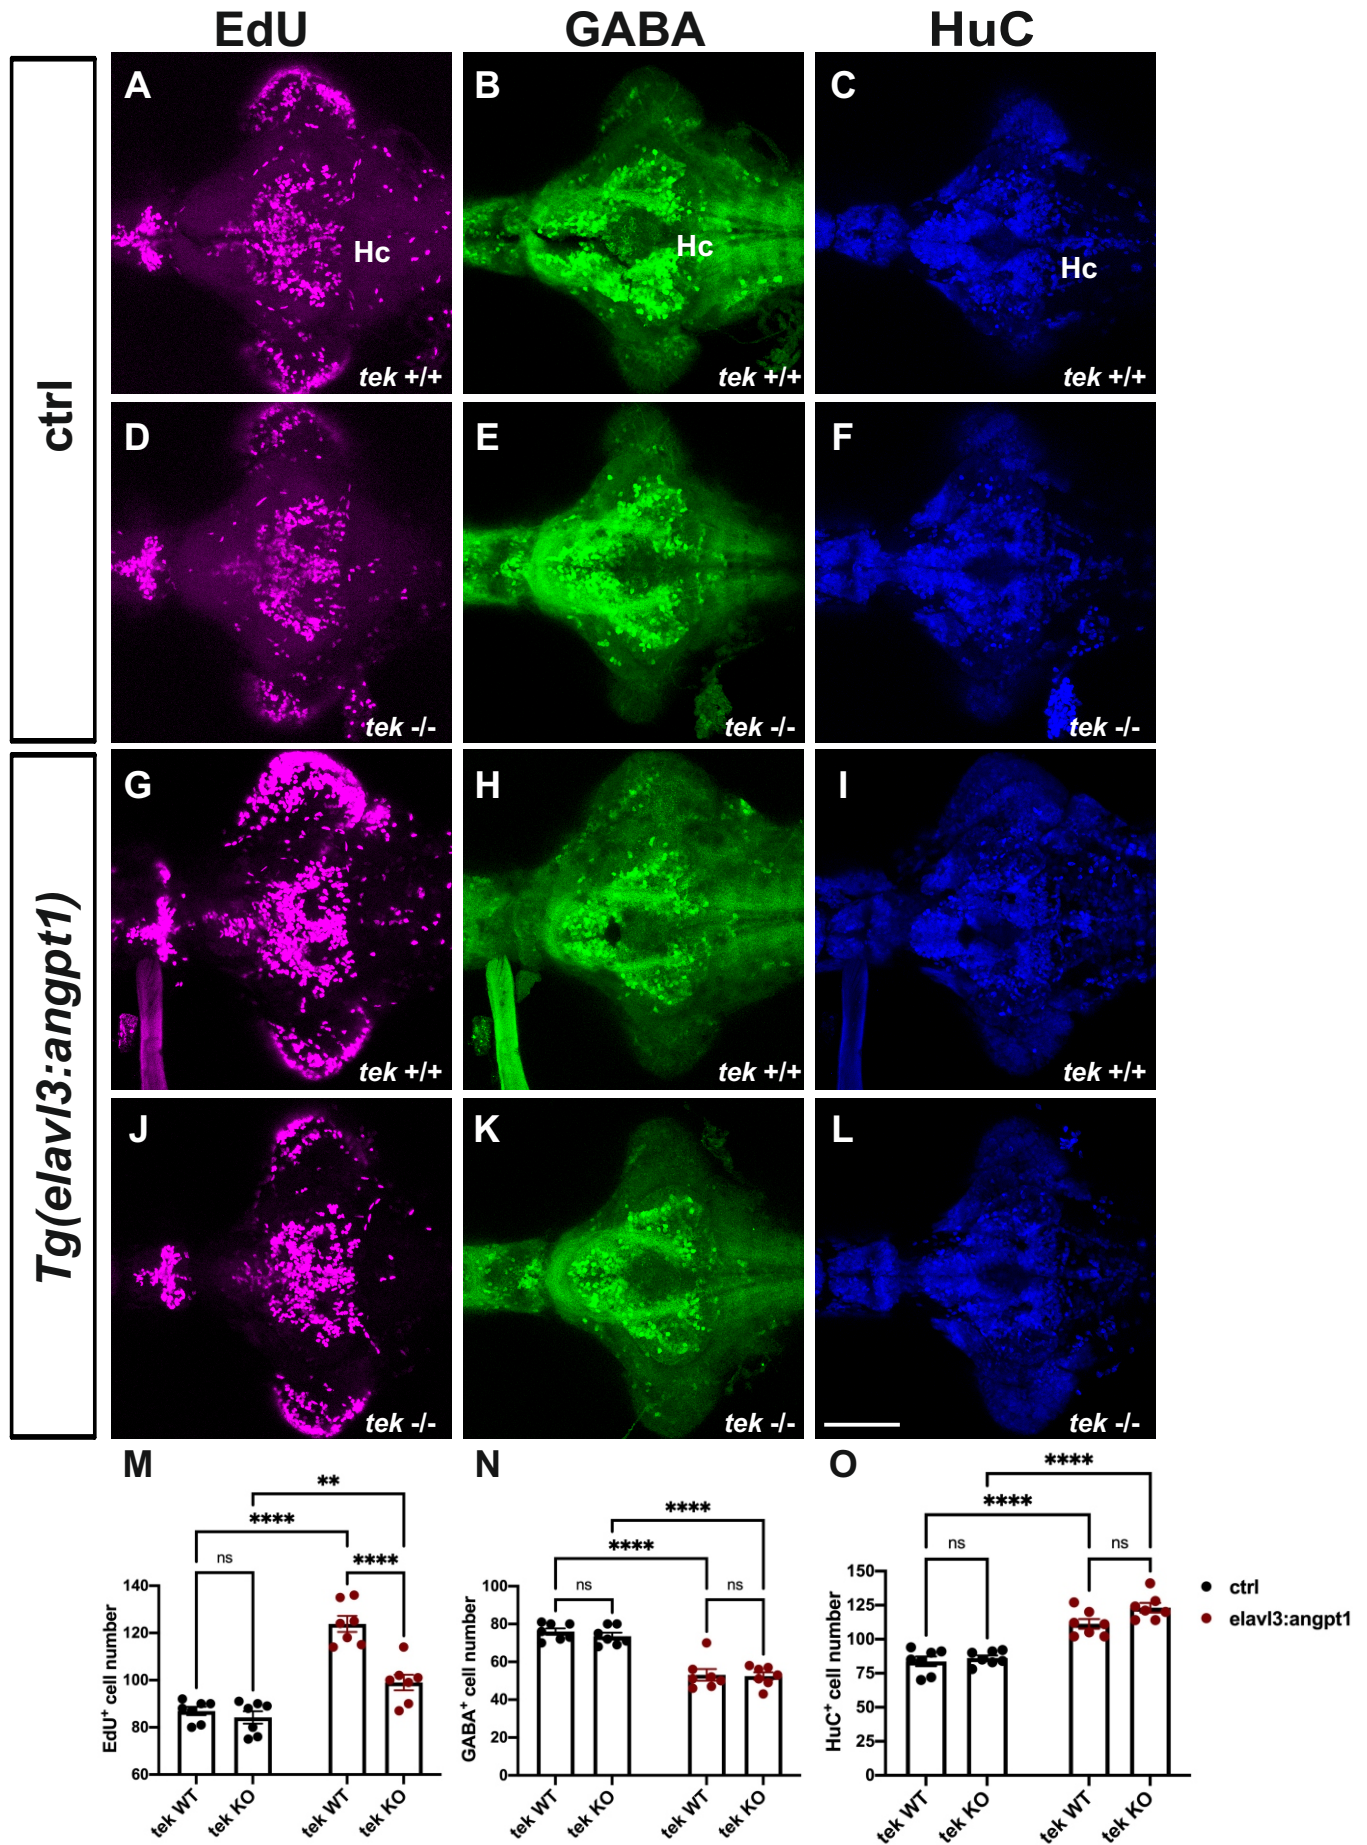 EdU GABA HuC
ctrl
A
Hc
tek +/+
B
Hc
tek +/+
C
Hc
tek +/+
D
tek -/-
E
tek -/-
F
tek -/-
Tg(elavl3:angpt1)
G
tek +/+
H
tek +/+
I
tek +/+
J
tek -/-
K
tek -/-
L
tek -/-
M
**
****
ns
****
EdU⁺ cell number
140
120
100
80
60
tek WT
tek KO
tek WT
tek KO
N
****
****
ns
ns
GABA⁺ cell number
100
80
60
40
20
0
tek WT
tek KO
tek WT
tek KO
O
****
****
ns
ns
HuC⁺ cell number
150
125
100
75
50
25
0
tek WT
tek KO
tek WT
tek KO
ctrl
elavl3:angpt1